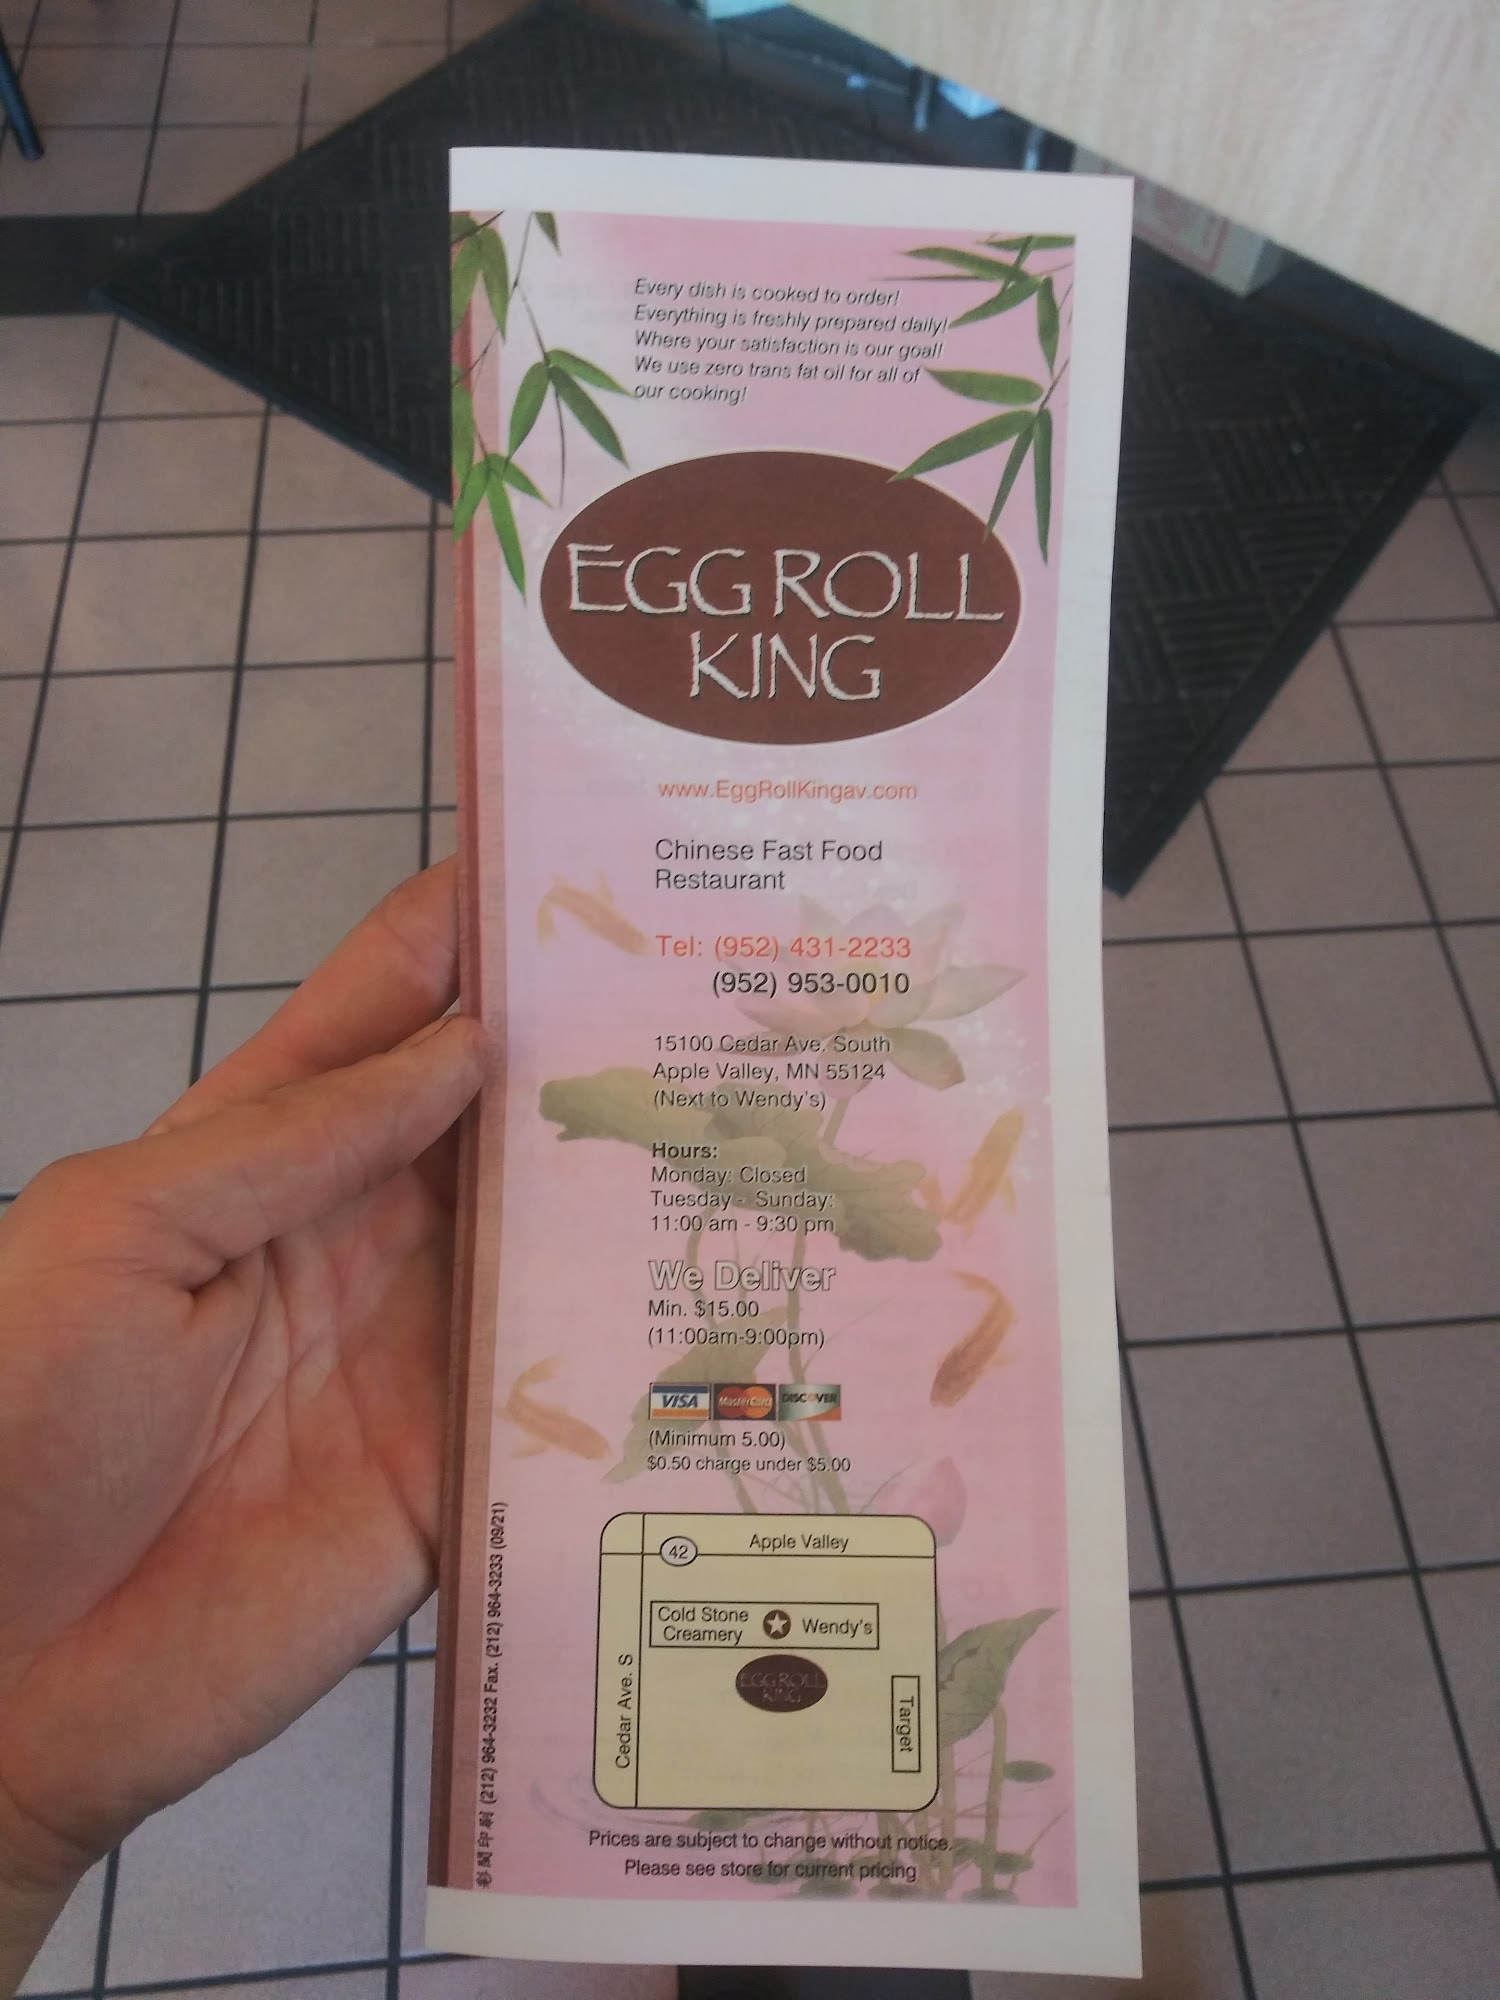 Every dish is cooked to order!
Everything is freshly prepared daily!
Where your satisfaction is our goal!
We use zero trans fat oil for all of
our cooking!
EGG ROLL
KING
www.EggRollKingav.com
Chinese Fast Food
Restaurant
Tel: (952) 431-2233
(952) 953-0010
15100 Cedar Ave. South
Apple Valley, MN 55124
(Next to Wendy's)
Hours:
Monday: Closed
Tuesday - Sunday:
11:00 am - 9:30 pm
We Deliver
Min. $15.00
(11:00am-9:00pm)
VISA MasterCard DISCOVER
(Minimum 5.00)
$0.50 charge under $5.00
42 Apple Valley
Cold Stone
Creamery
Wendy's
EGG ROLL
KING
Target
Cedar Ave. S
Prices are subject to change without notice.
Please see store for current pricing
印刷 (212) 964-3232 Fax. (212) 964-3233 (09/21)